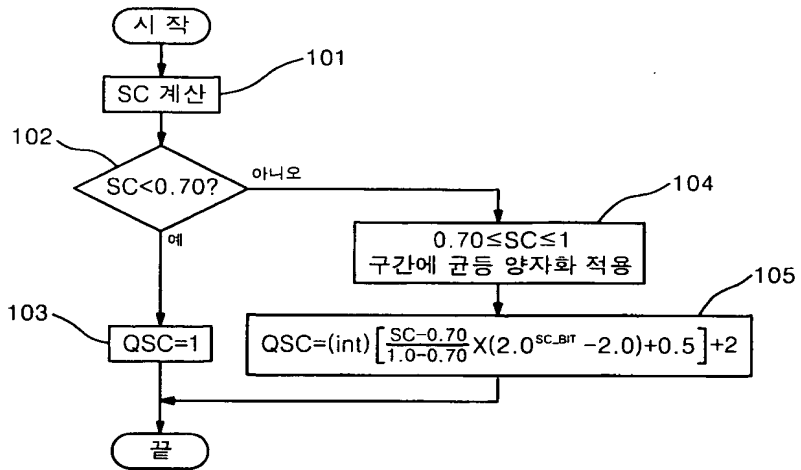 시 작
101
SC 계산
102
SC<0.70?
아니오
예
104
0.70≤SC≤1
구간에 균등 양자화 적용
103
QSC=1
105
QSC=(int)[SC-0.70/1.0-0.70 X(2.0^SC_BIT -2.0)+0.5]+2
끝